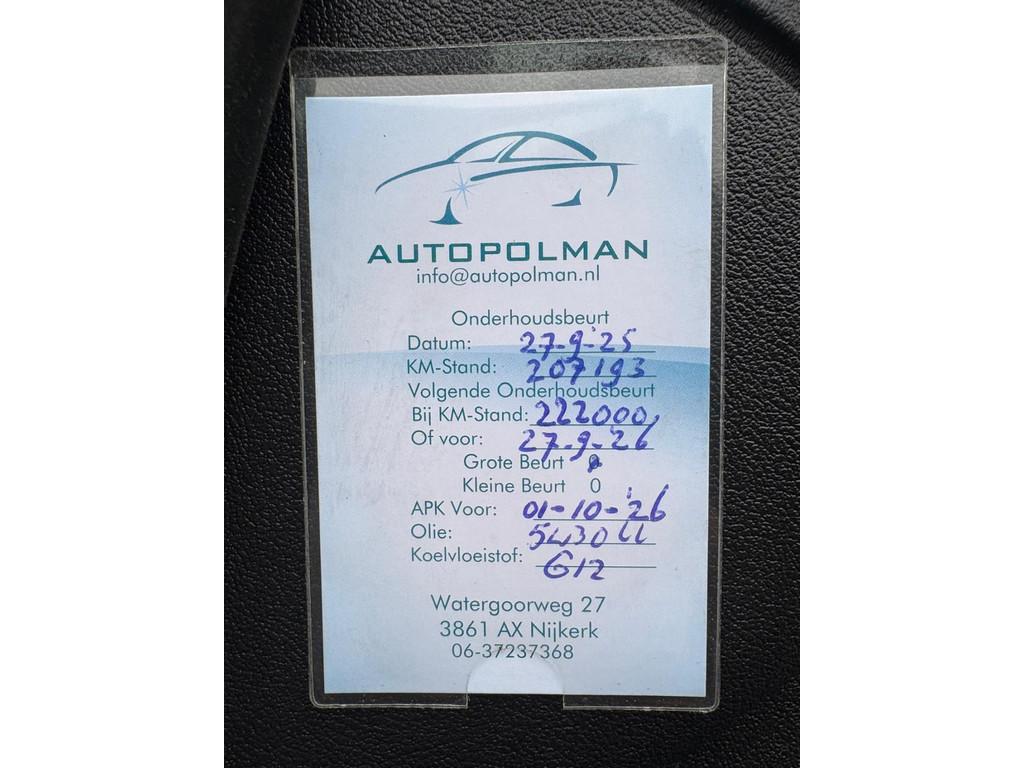 AUTOPOLMAN
info@autopolman.nl
Onderhoudsbeurt
Datum: 27-9-'25
KM-Stand: 207193
Volgende Onderhoudsbeurt
Bij KM-Stand: 222000,
Of voor: 27-9-26
Grote Beurt 0
Kleine Beurt 0
APK Voor: 01-10-'26
Olie: 5W30 LL
Koelvloeistof: G12
Watergoorweg 27
3861 AX Nijkerk
06-37237368